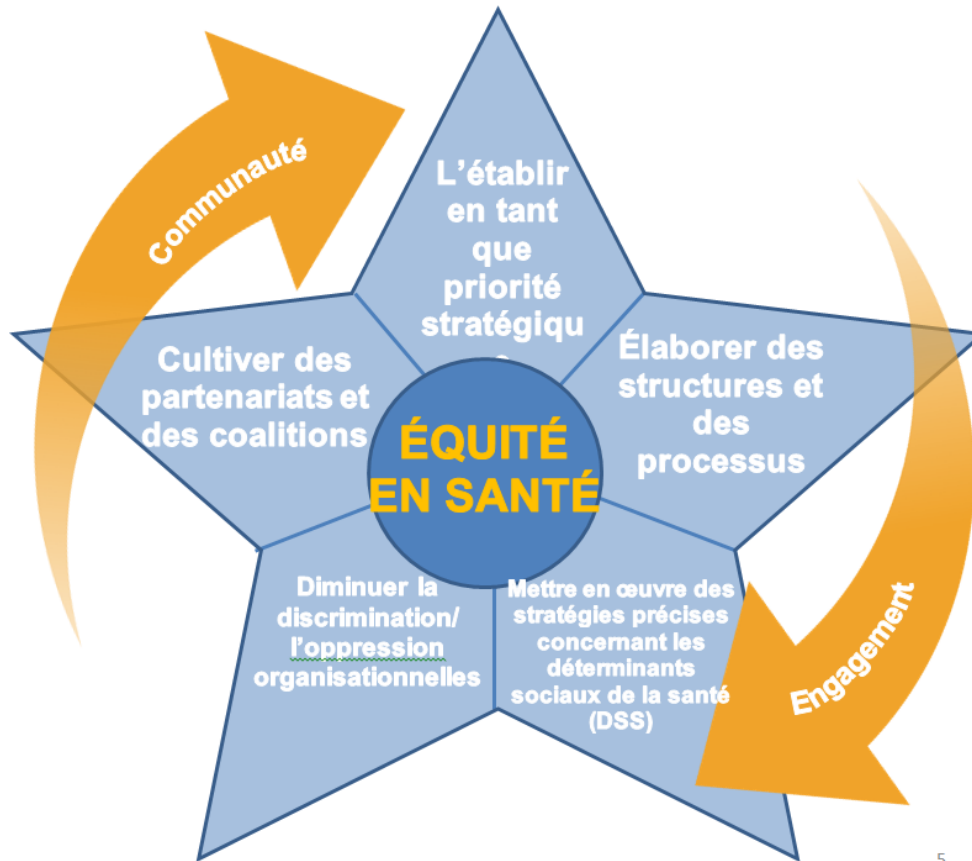 Communauté
L'établir
en tant
que
priorité
stratégiqu
Cultiver des
partenariats et
des coalitions
Élaborer des
structures et
des
processus
ÉQUITÉ
EN SANTÉ
Diminuer la
discrimination/
l'oppression
organisationnelles
Mettre en œuvre des
stratégies précises
concernant les
déterminants
sociaux de la santé
(DSS)
Engagement
5